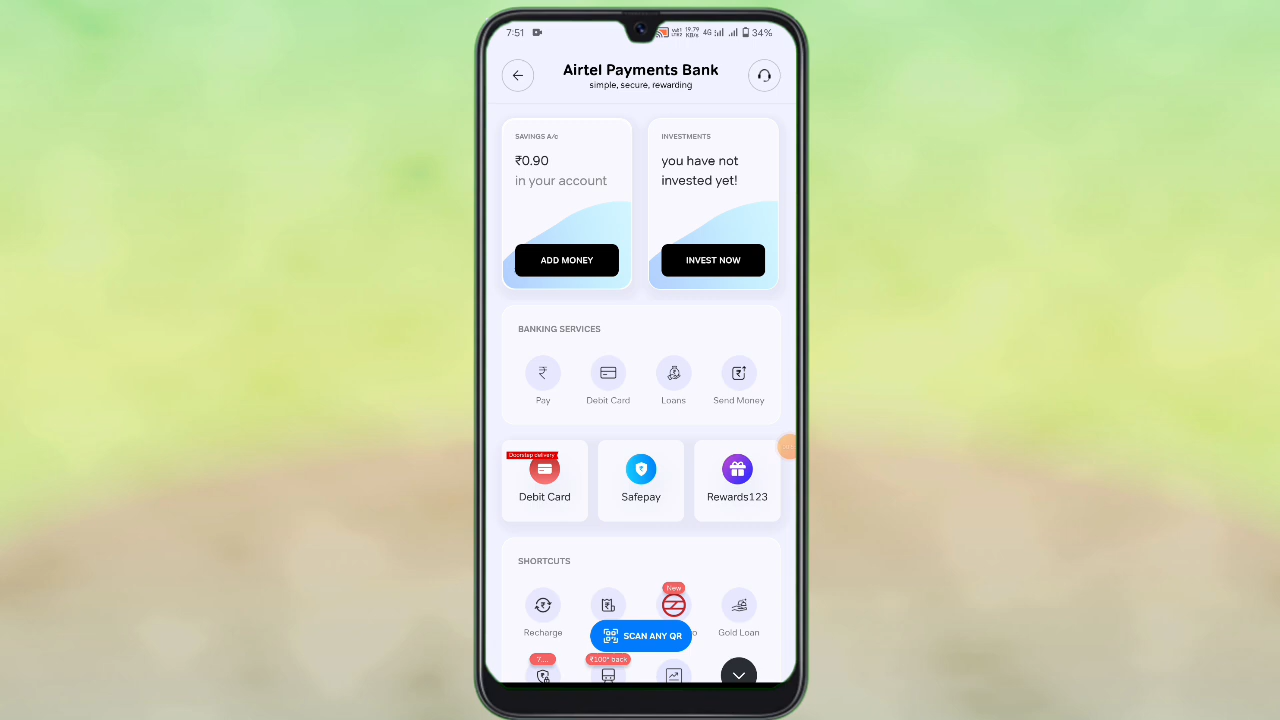 7:51
4G
34%
Airtel Payments Bank
simple, secure, rewarding
SAVINGS A/c
₹0.90
in your account
ADD MONEY
INVESTMENTS
you have not
invested yet!
INVEST NOW
BANKING SERVICES
Pay
Debit Card
Loans
Send Money
Doorstep delivery
Debit Card
Safepay
Rewards123
SHORTCUTS
New
Recharge
Gold Loan
SCAN ANY QR
7...
₹100* back